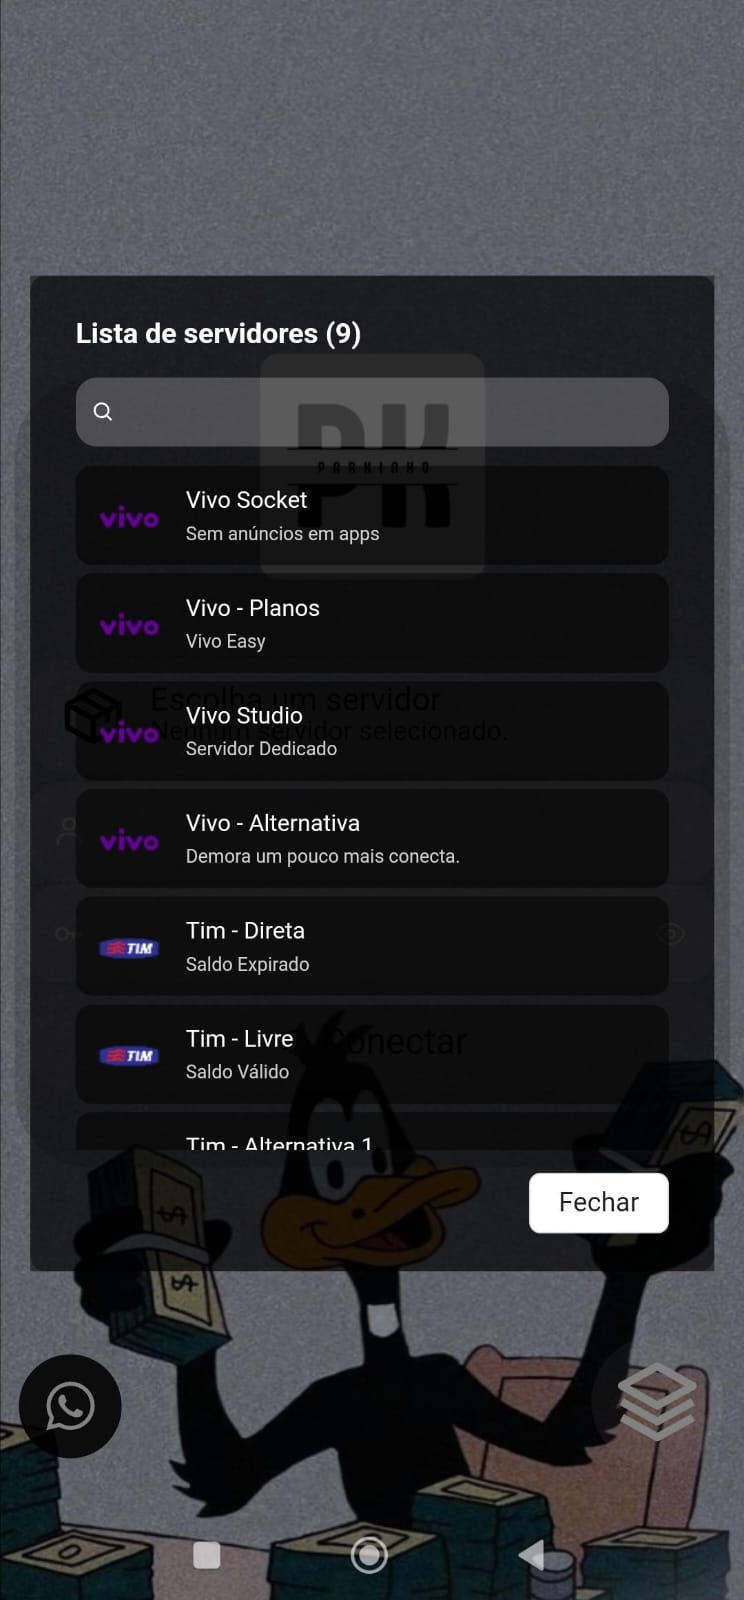 Lista de servidores (9)
PK
PARKINHO
vivo
Vivo Socket
Sem anúncios em apps
vivo
Vivo - Planos
Vivo Easy
Escolha um servidor
Nenhum servidor selecionado.
vivo
Vivo Studio
Servidor Dedicado
vivo
Vivo - Alternativa
Demora um pouco mais conecta.
TIM
Tim - Direta
Saldo Expirado
TIM
Tim - Livre
Saldo Válido
Conectar
Tim - Alternativa 1
Fechar